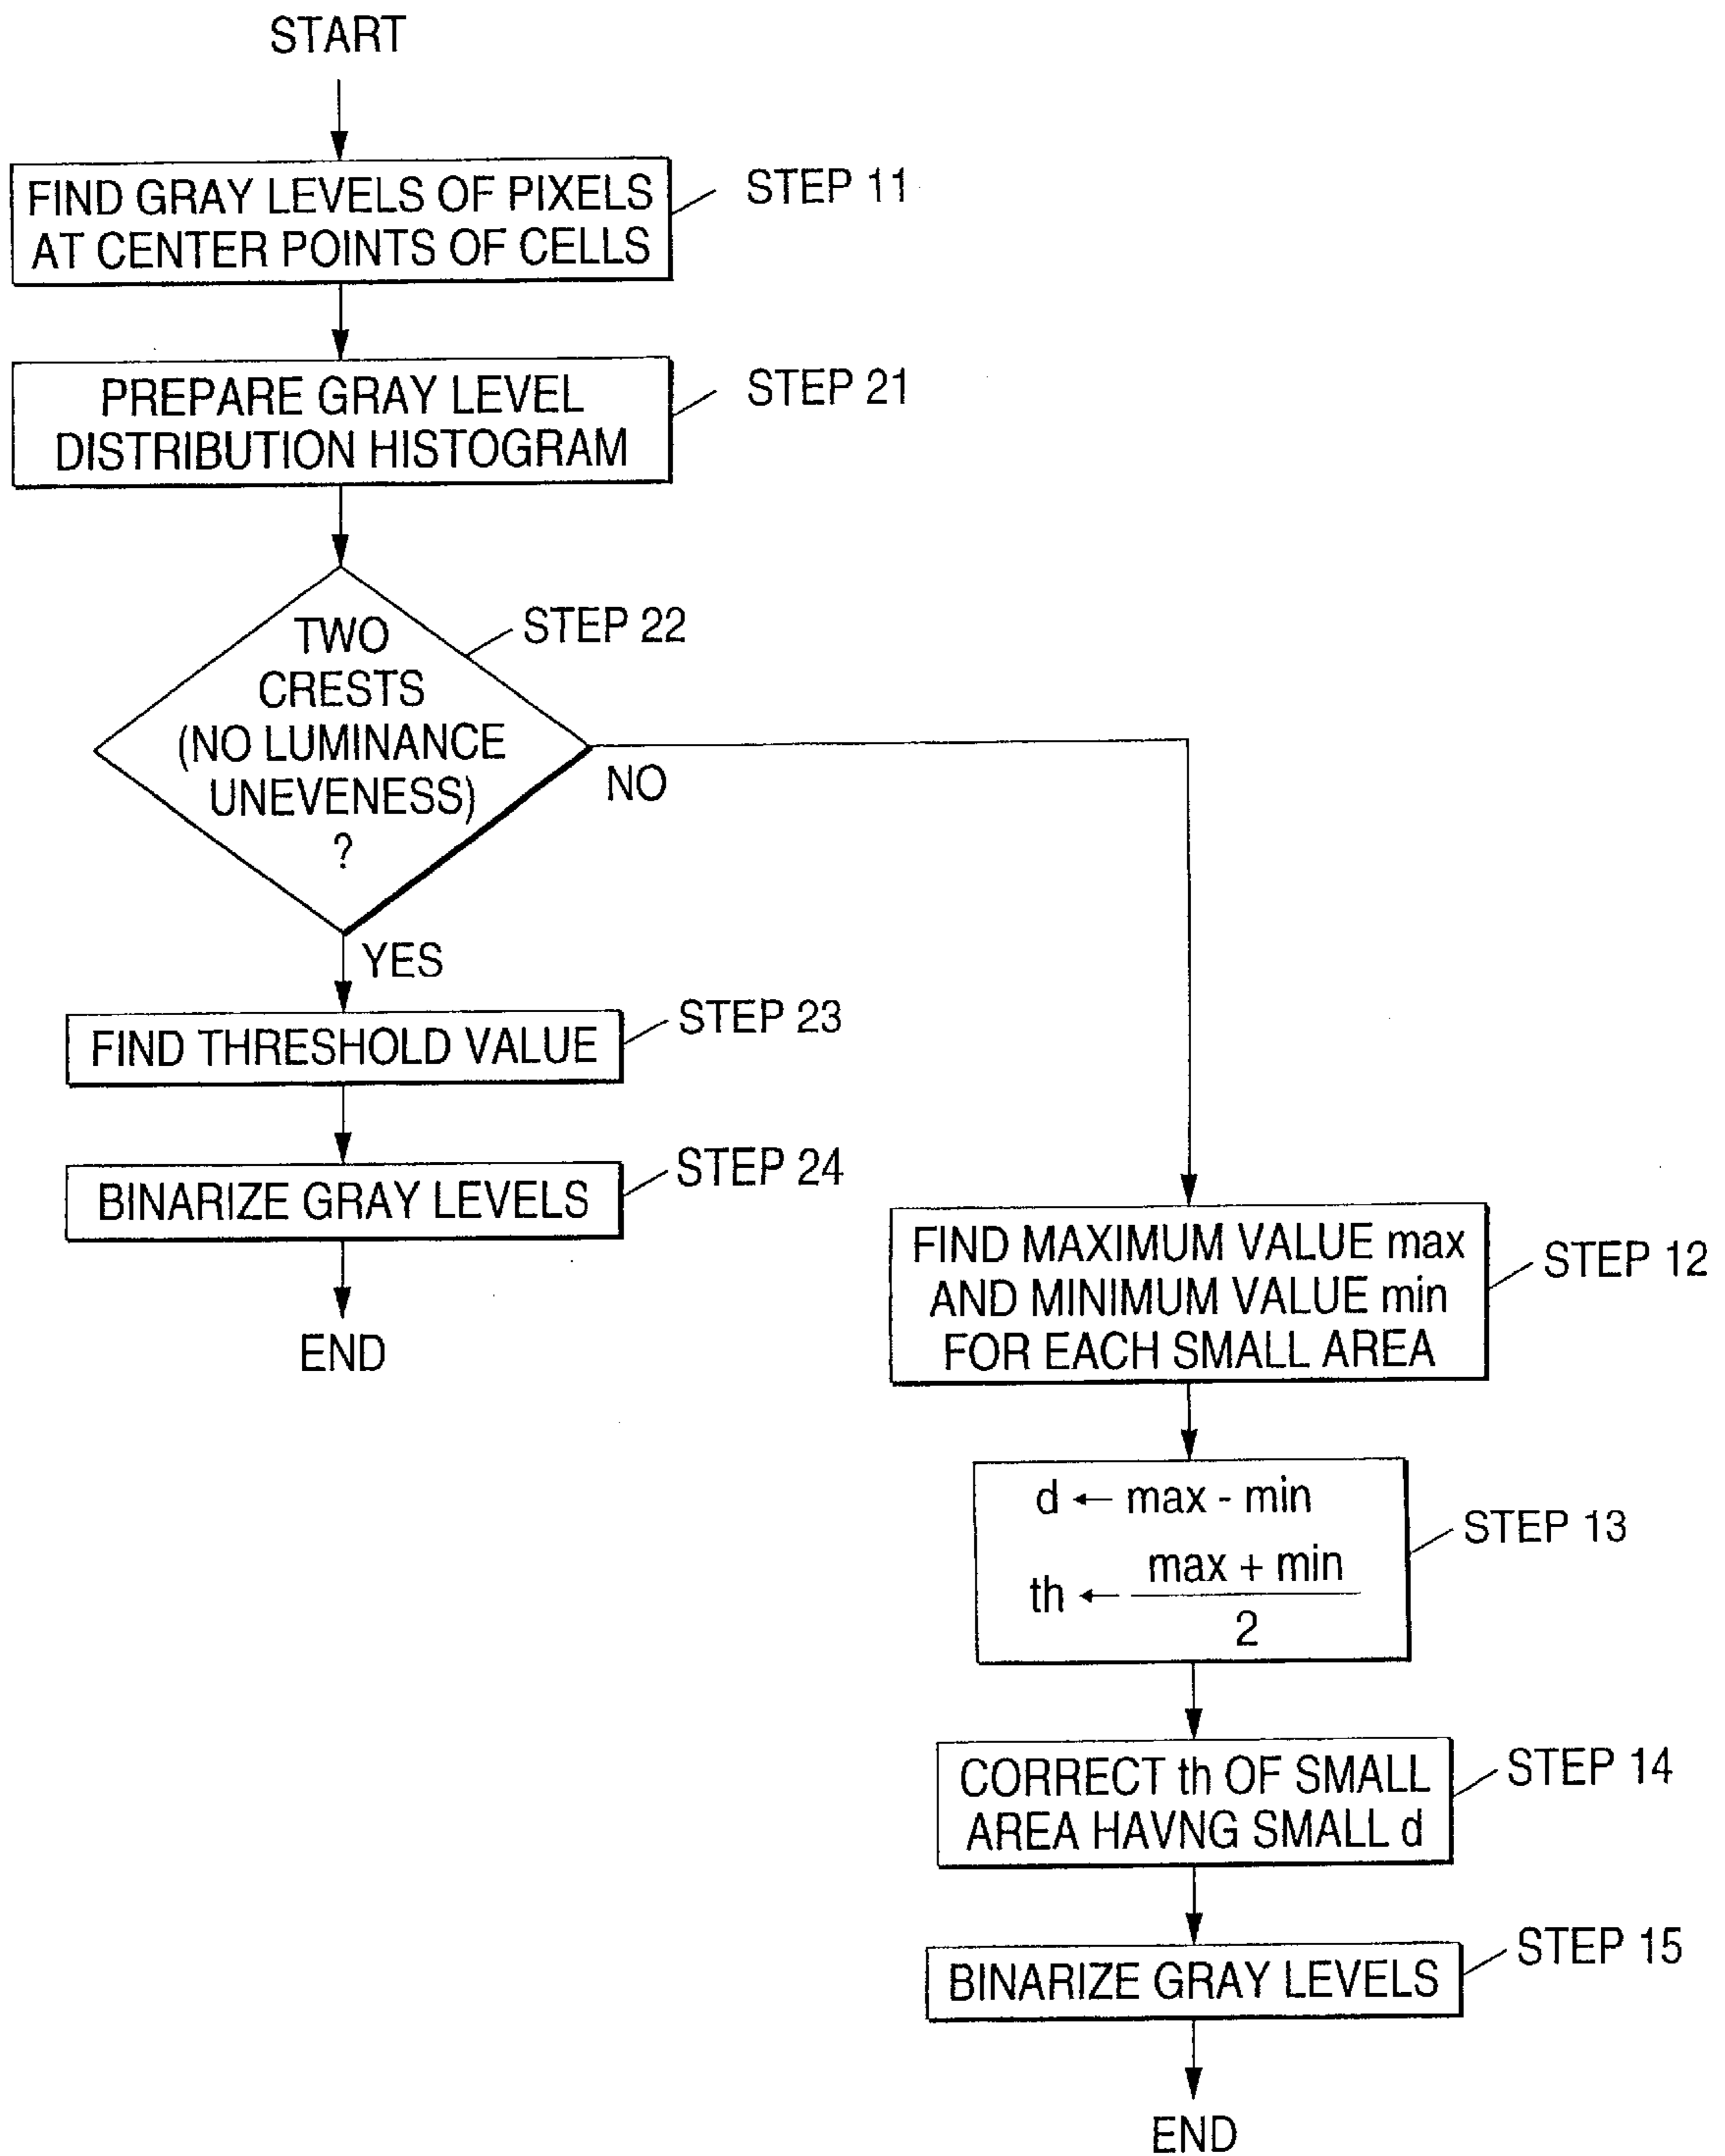 START
FIND GRAY LEVELS OF PIXELS
AT CENTER POINTS OF CELLS
STEP 11
PREPARE GRAY LEVEL
DISTRIBUTION HISTOGRAM
STEP 21
TWO
CRESTS
(NO LUMINANCE
UNEVENESS)
?
STEP 22
NO
YES
FIND THRESHOLD VALUE
STEP 23
BINARIZE GRAY LEVELS
STEP 24
END
FIND MAXIMUM VALUE max
AND MINIMUM VALUE min
FOR EACH SMALL AREA
STEP 12
d ← max - min
th ← max + min
2
STEP 13
CORRECT th OF SMALL
AREA HAVNG SMALL d
STEP 14
BINARIZE GRAY LEVELS
STEP 15
END